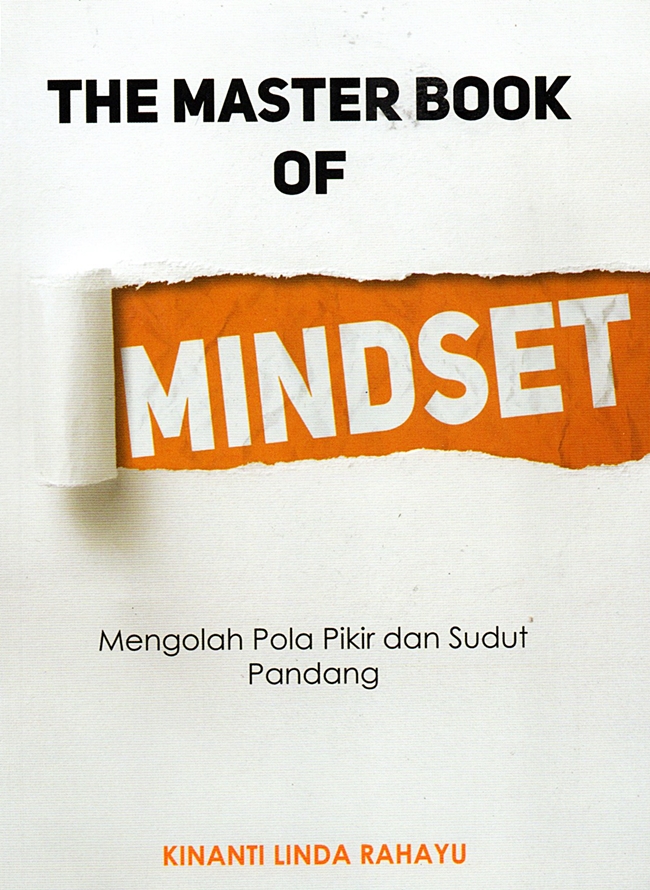 THE MASTER BOOK
OF
MINDSET
Mengolah Pola Pikir dan Sudut
Pandang
KINANTI LINDA RAHAYU